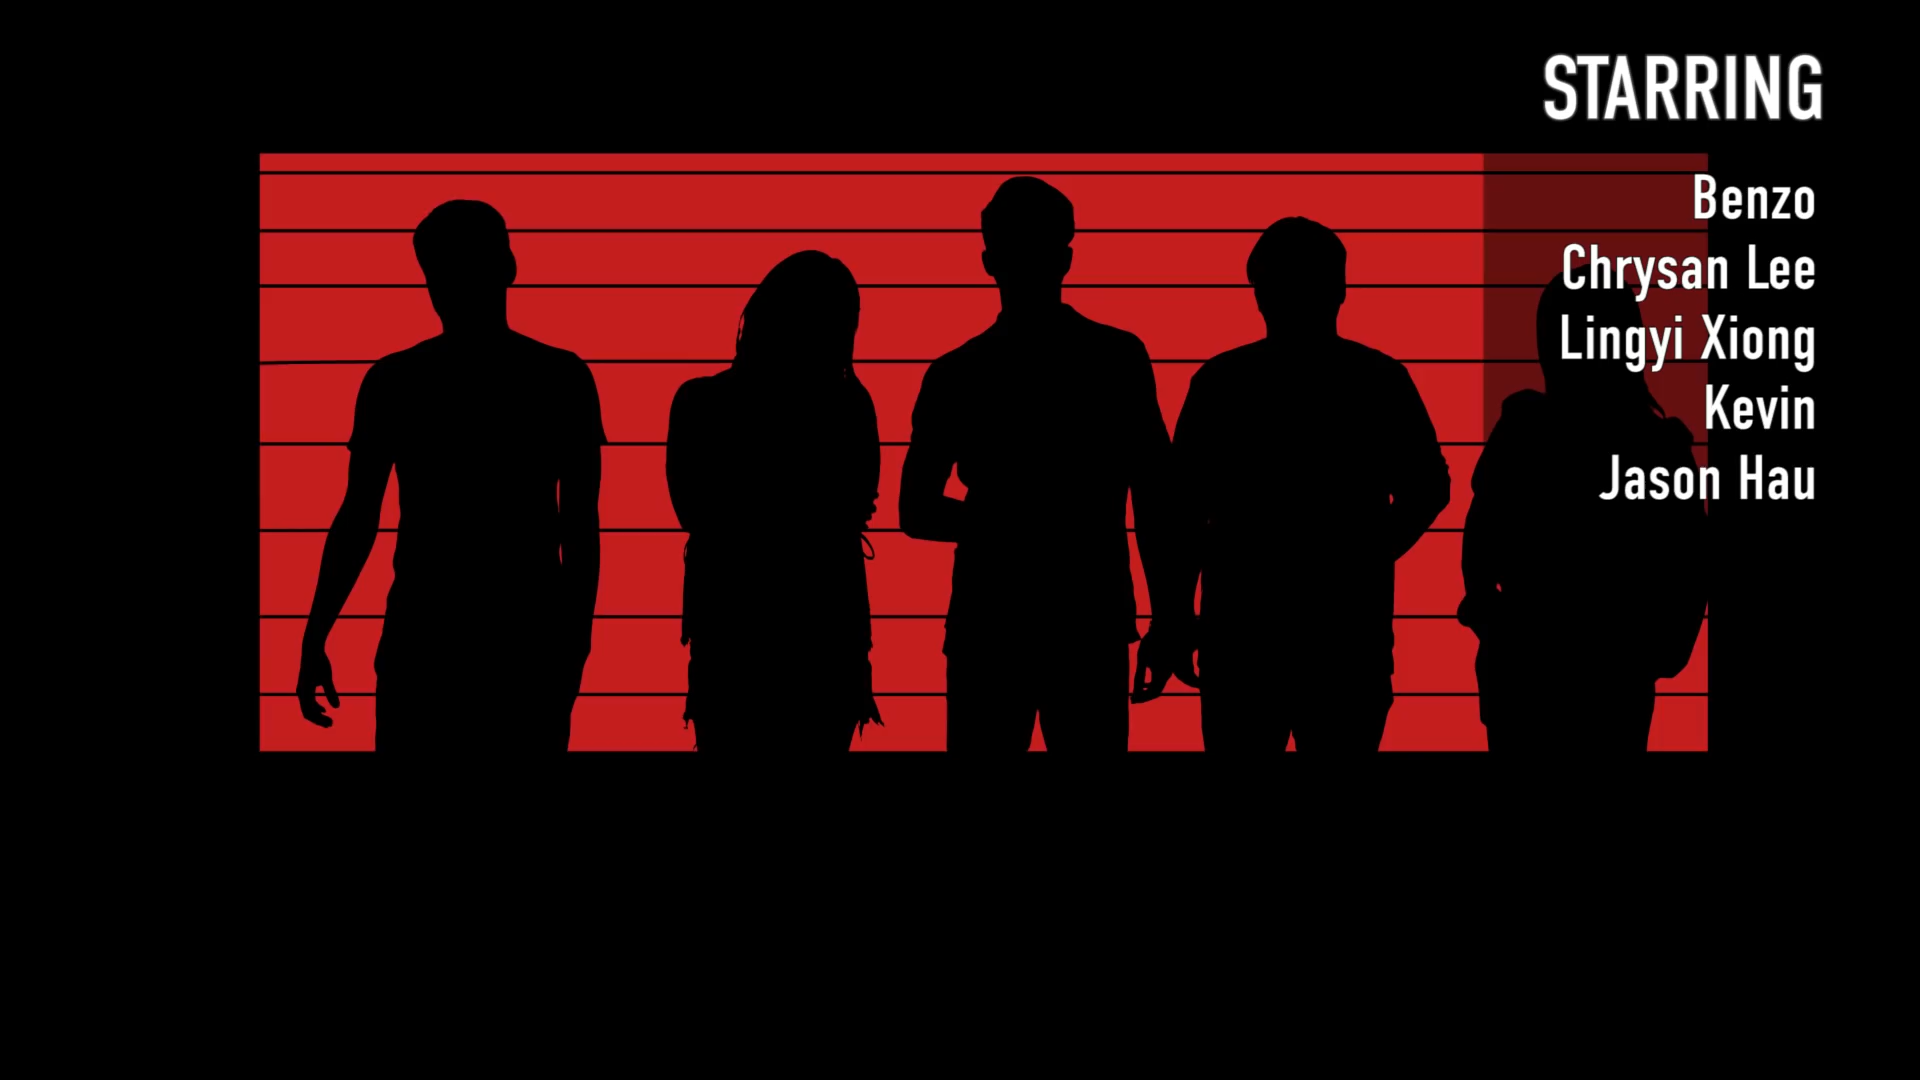 STARRING
Benzo
Chrysan Lee
Lingyi Xiong
Kevin
Jason Hau